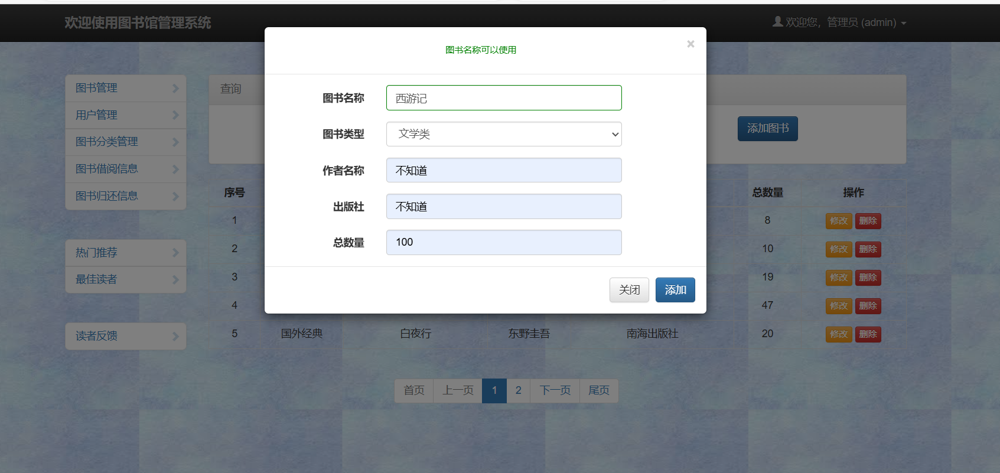 欢迎使用图书馆管理系统
欢迎您，管理员 (admin)
图书名称可以使用
×
图书管理
用户管理
图书分类管理
图书借阅信息
图书归还信息
热门推荐
最佳读者
读者反馈
查询
添加图书
图书名称 西游记
图书类型 文学类
作者名称 不知道
出版社 不知道
总数量 100
关闭 添加
序号 总数量 操作
1 8 修改 删除
2 10 修改 删除
3 19 修改 删除
4 47 修改 删除
5 国外经典 白夜行 东野圭吾 南海出版社 20 修改 删除
首页 上一页 1 2 下一页 尾页